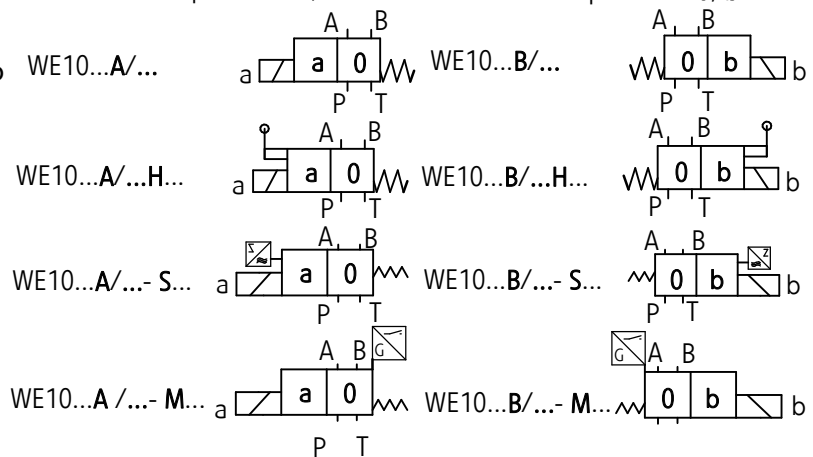 A B A B
WE10...A/... a a 0 WE10...B/... 0 b b
P T P T
A B A B
WE10...A/...H... a a 0 WE10...B/...H... 0 b b
P T P T
A B A B
Z Z
WE10...A/...- S... a a 0 WE10...B/...- S... 0 b b
P T P T
A B G G A B
WE10...A /...- M... a a 0 WE10...B/...- M... 0 b b
P T